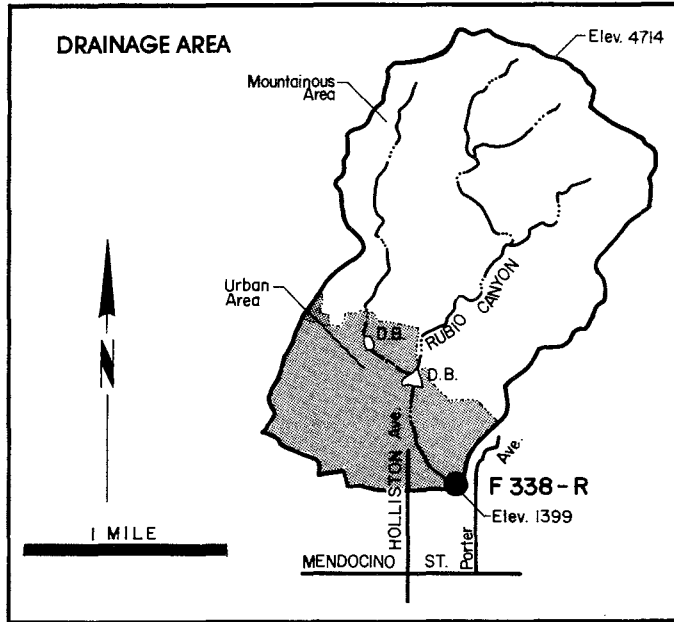 DRAINAGE AREA
Elev. 4714
Mountainous
Area
Urban
Area
D.B.
RUBIO CANYON
D.B.
N
HOLLISTON Ave.
Porter Ave.
F 338-R
Elev. 1399
1 MILE
MENDOCINO ST.